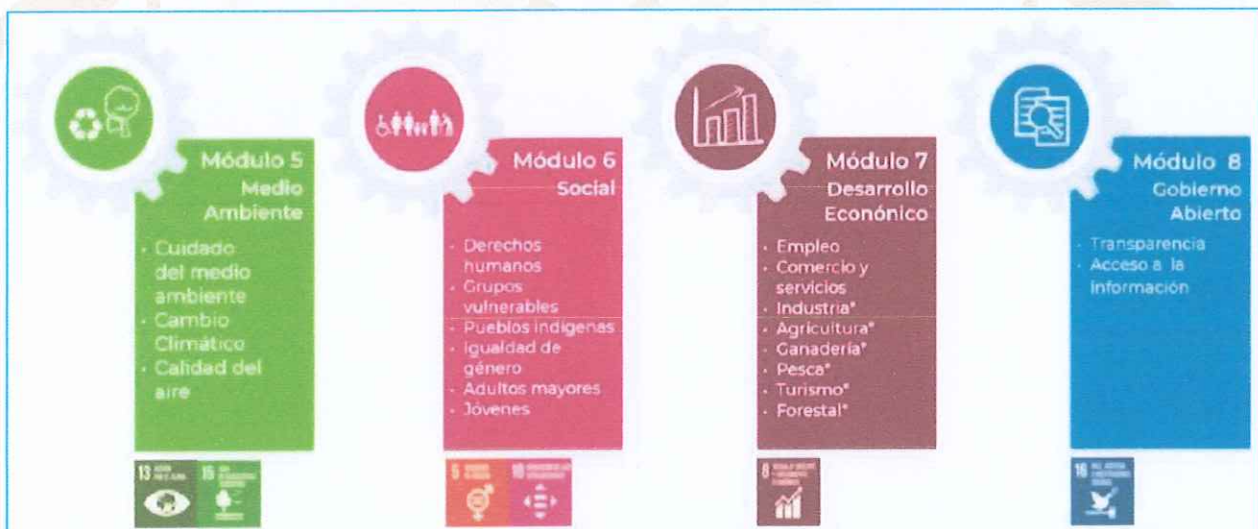 Módulo 5
Medio
Ambiente
· Cuidado
del medio
ambiente
· Cambio
Climático
· Calidad del
aire
13
15
Módulo 6
Social
· Derechos
humanos
· Grupos
vulnerables
· Pueblos indígenas
· Igualdad de
género
· Adultos mayores
· Jóvenes
5
10
Módulo 7
Desarrollo
Económico
· Empleo
· Comercio y
servicios
· Industria*
· Agricultura*
· Ganadería*
· Pesca*
· Turismo*
· Forestal*
8
Módulo 8
Gobierno
Abierto
· Transparencia
· Acceso a la
información
16